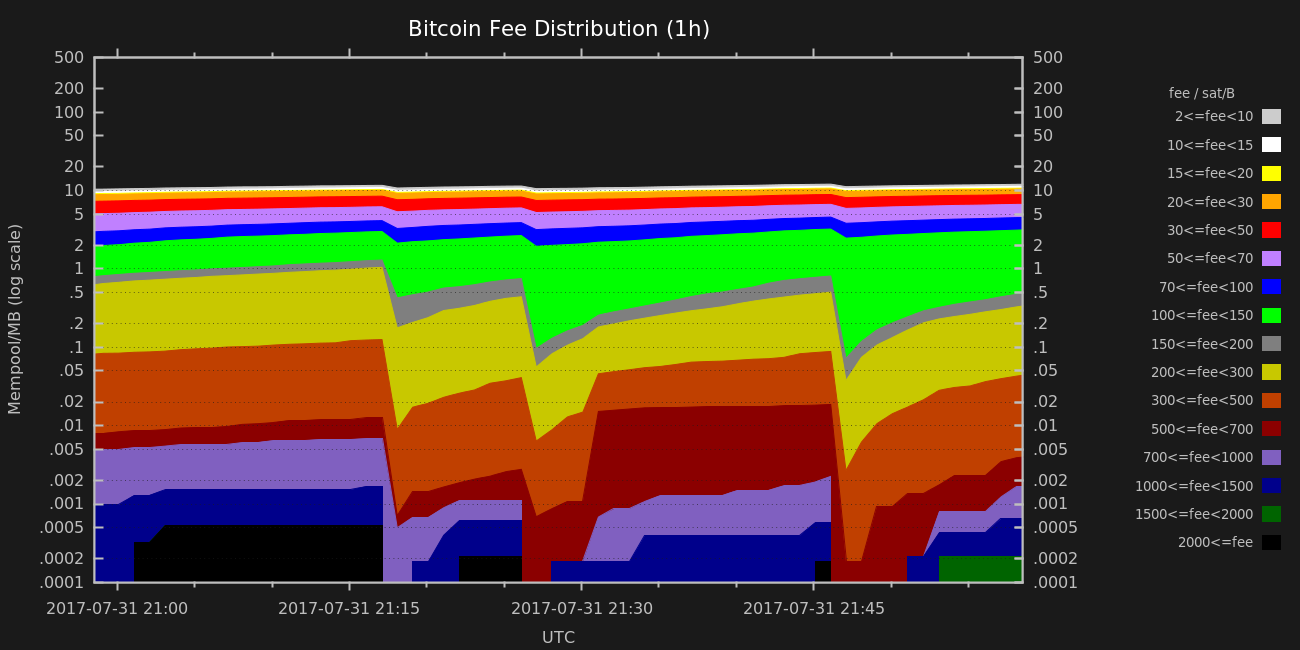 Bitcoin Fee Distribution (1h)
Mempool/MB (log scale)
500
200
100
50
20
10
5
2
1
.5
.2
.1
.05
.02
.01
.005
.002
.001
.0005
.0002
.0001
500
200
100
50
20
10
5
2
1
.5
.2
.1
.05
.02
.01
.005
.002
.001
.0005
.0002
.0001
fee / sat/B
2<=fee<10
10<=fee<15
15<=fee<20
20<=fee<30
30<=fee<50
50<=fee<70
70<=fee<100
100<=fee<150
150<=fee<200
200<=fee<300
300<=fee<500
500<=fee<700
700<=fee<1000
1000<=fee<1500
1500<=fee<2000
2000<=fee
2017-07-31 21:00 2017-07-31 21:15 2017-07-31 21:30 2017-07-31 21:45
UTC